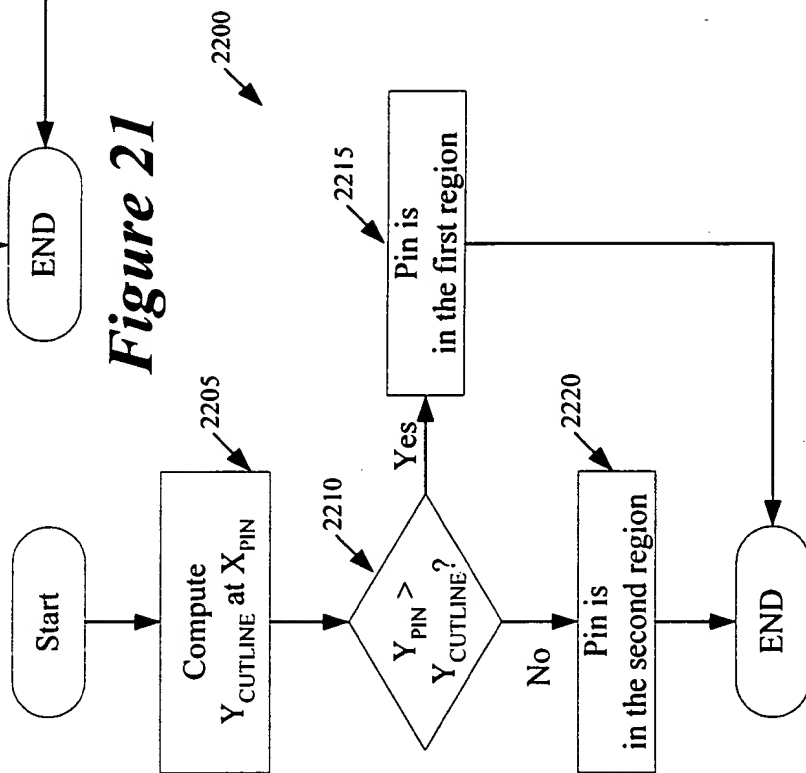 END
Figure 21
2200
Start
2205
Compute
Y_CUTLINE at X_PIN
2210
Y_PIN >
Y_CUTLINE?
Yes
2215
Pin is
in the first region
No
2220
Pin is
in the second region
END